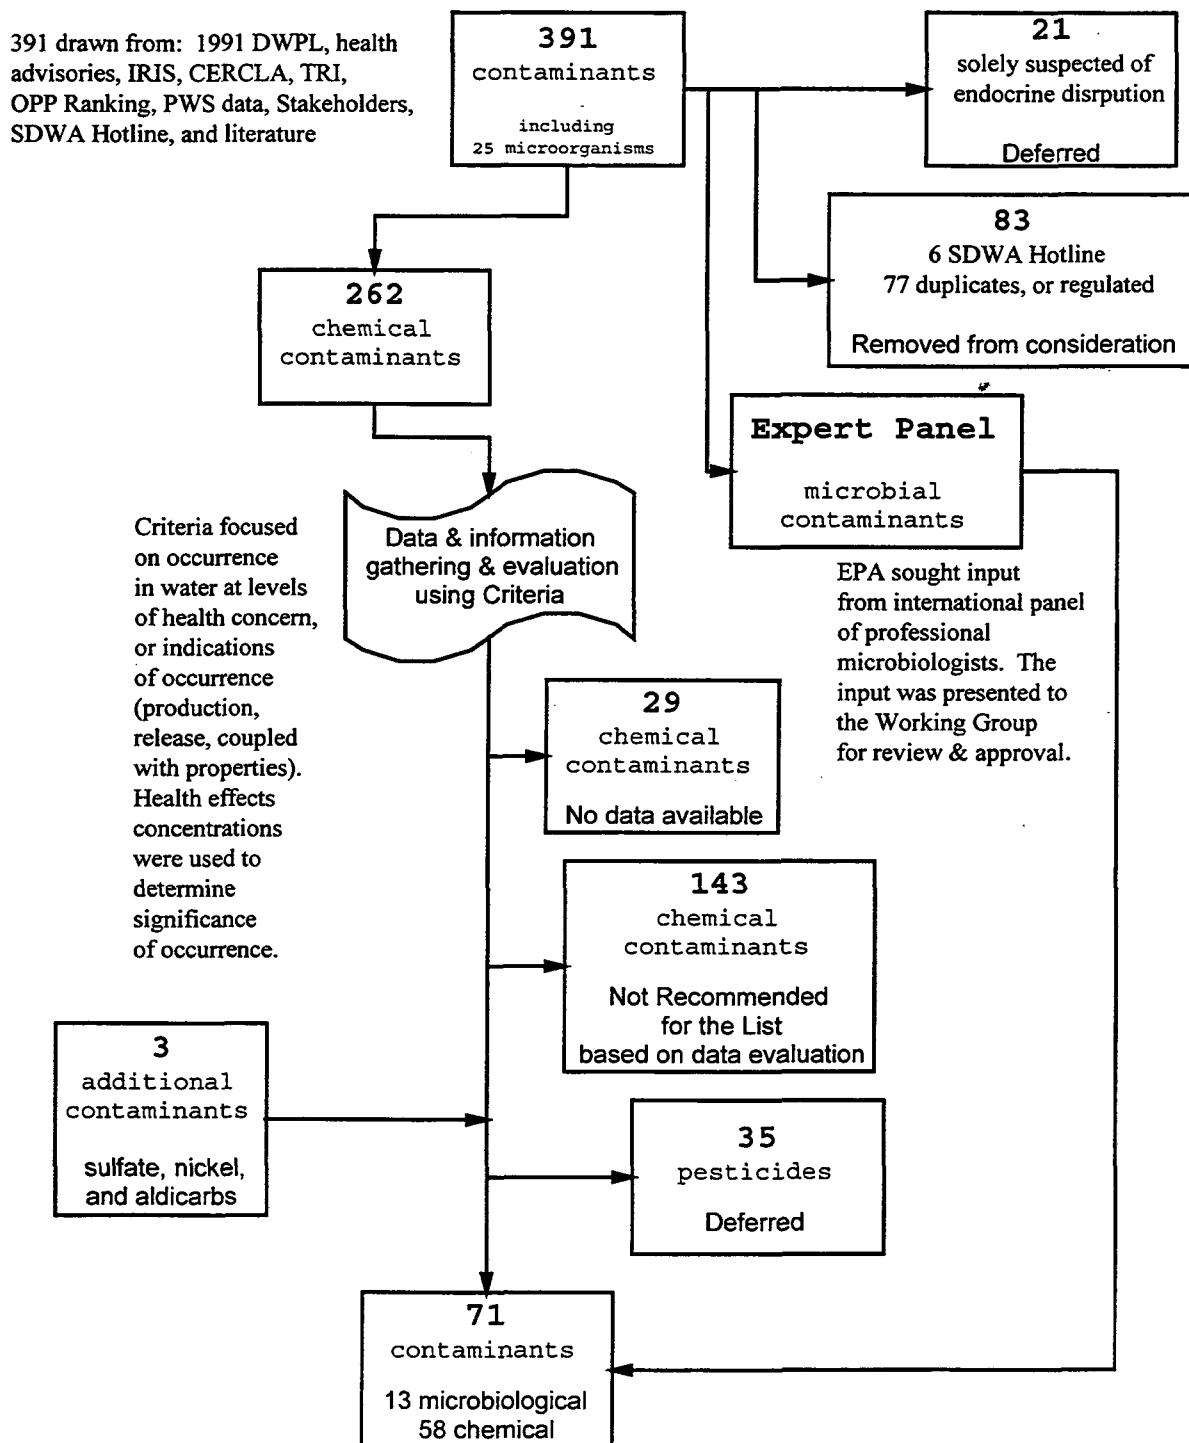 391 drawn from: 1991 DWPL, health
advisories, IRIS, CERCLA, TRI,
OPP Ranking, PWS data, Stakeholders,
SDWA Hotline, and literature
391
contaminants
including
25 microorganisms
21
solely suspected of
endocrine disrpution
Deferred
83
6 SDWA Hotline
77 duplicates, or regulated
Removed from consideration
262
chemical
contaminants
Expert Panel
microbial
contaminants
Data & information
gathering & evaluation
using Criteria
Criteria focused
on occurrence
in water at levels
of health concern,
or indications
of occurrence
(production,
release, coupled
with properties).
Health effects
concentrations
were used to
determine
significance
of occurrence.
EPA sought input
from international panel
of professional
microbiologists. The
input was presented to
the Working Group
for review & approval.
29
chemical
contaminants
No data available
143
chemical
contaminants
Not Recommended
for the List
based on data evaluation
3
additional
contaminants
sulfate, nickel,
and aldicarbs
35
pesticides
Deferred
71
contaminants
13 microbiological
58 chemical